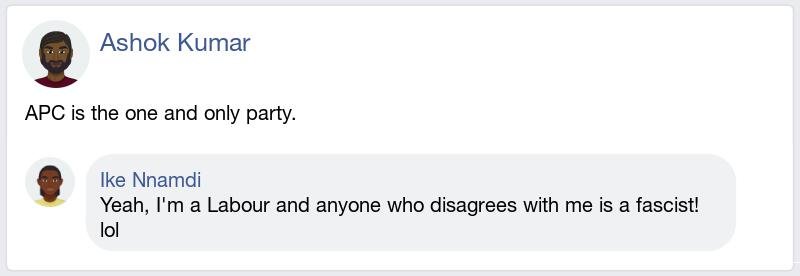 Ashok Kumar
APC is the one and only party.
Ike Nnamdi
Yeah, I'm a Labour and anyone who disagrees with me is a fascist!
lol